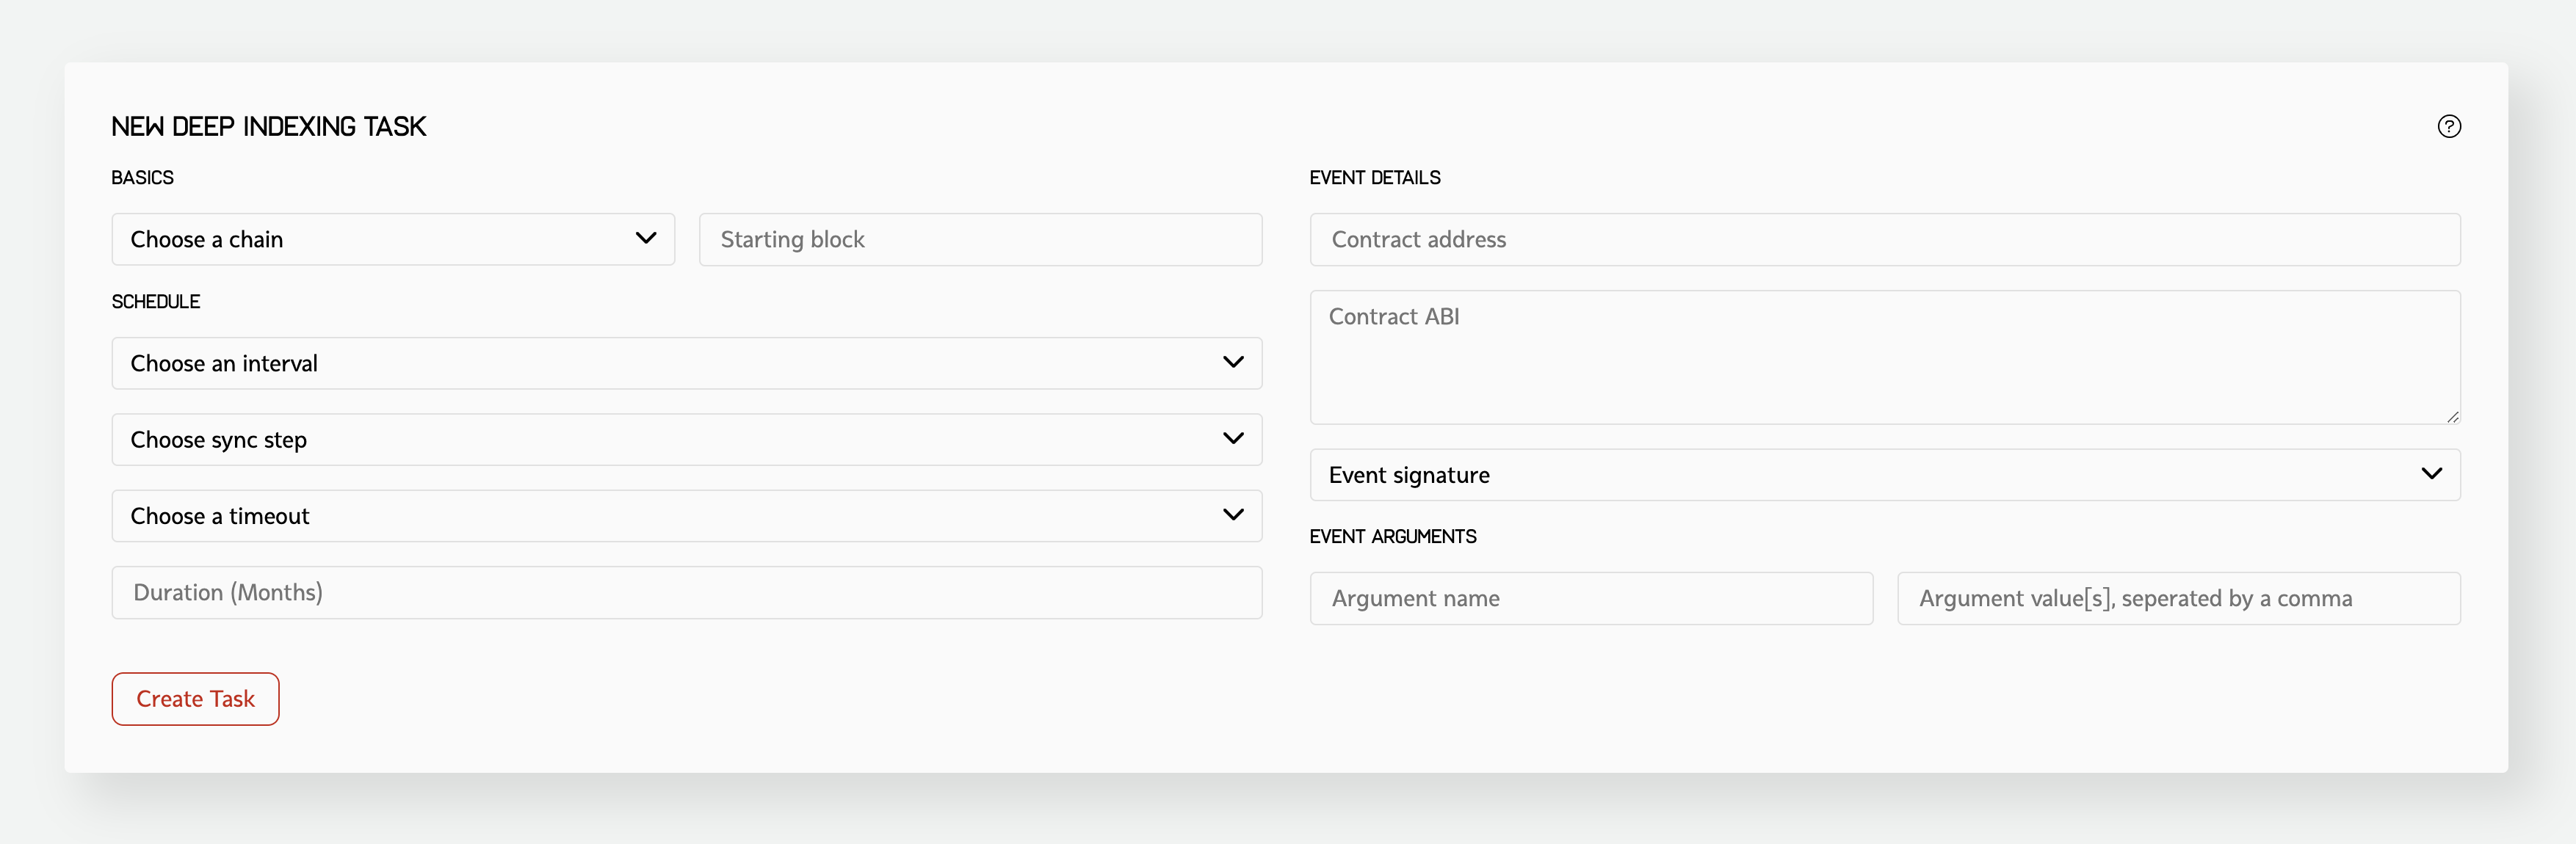 NEW DEEP INDEXING TASK
?
BASICS
Choose a chain
Starting block
SCHEDULE
Choose an interval
Choose sync step
Choose a timeout
Duration (Months)
Create Task
EVENT DETAILS
Contract address
Contract ABI
Event signature
EVENT ARGUMENTS
Argument name
Argument value[s], seperated by a comma